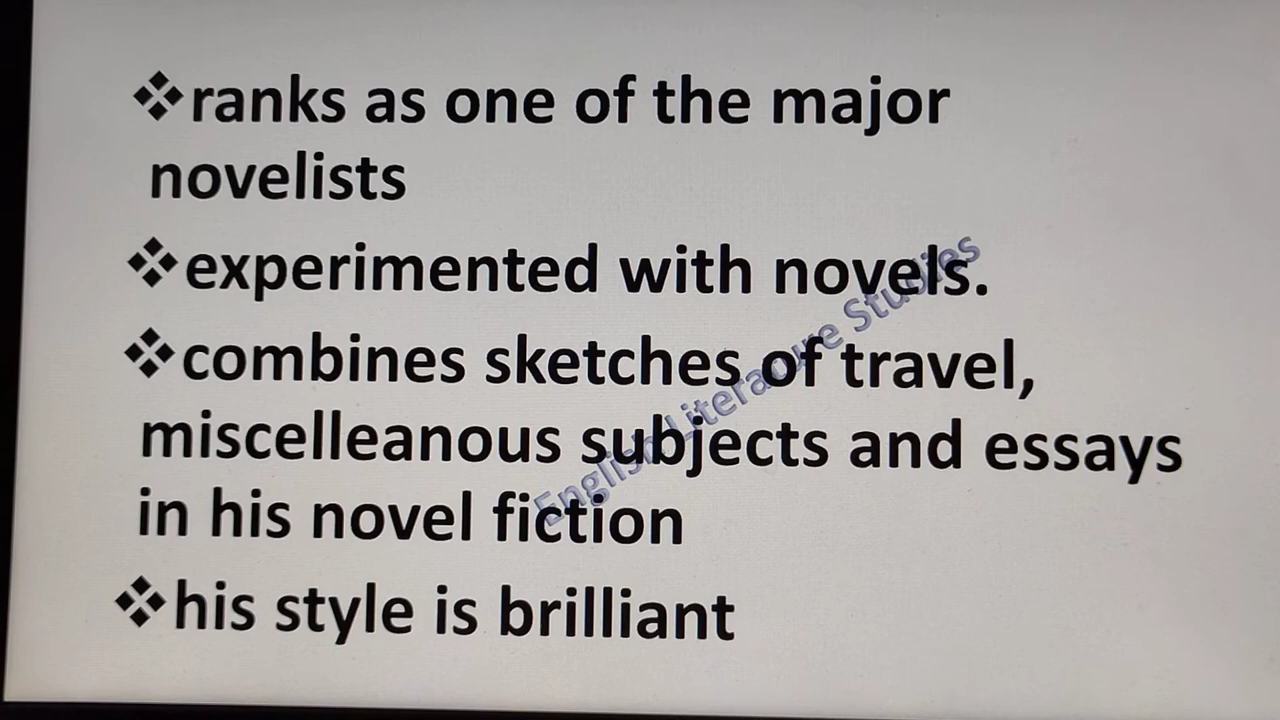 ❖ranks as one of the major
novelists
❖experimented with novels.
❖combines sketches of travel,
miscelleanous subjects and essays
in his novel fiction
❖his style is brilliant
English Literature Studies